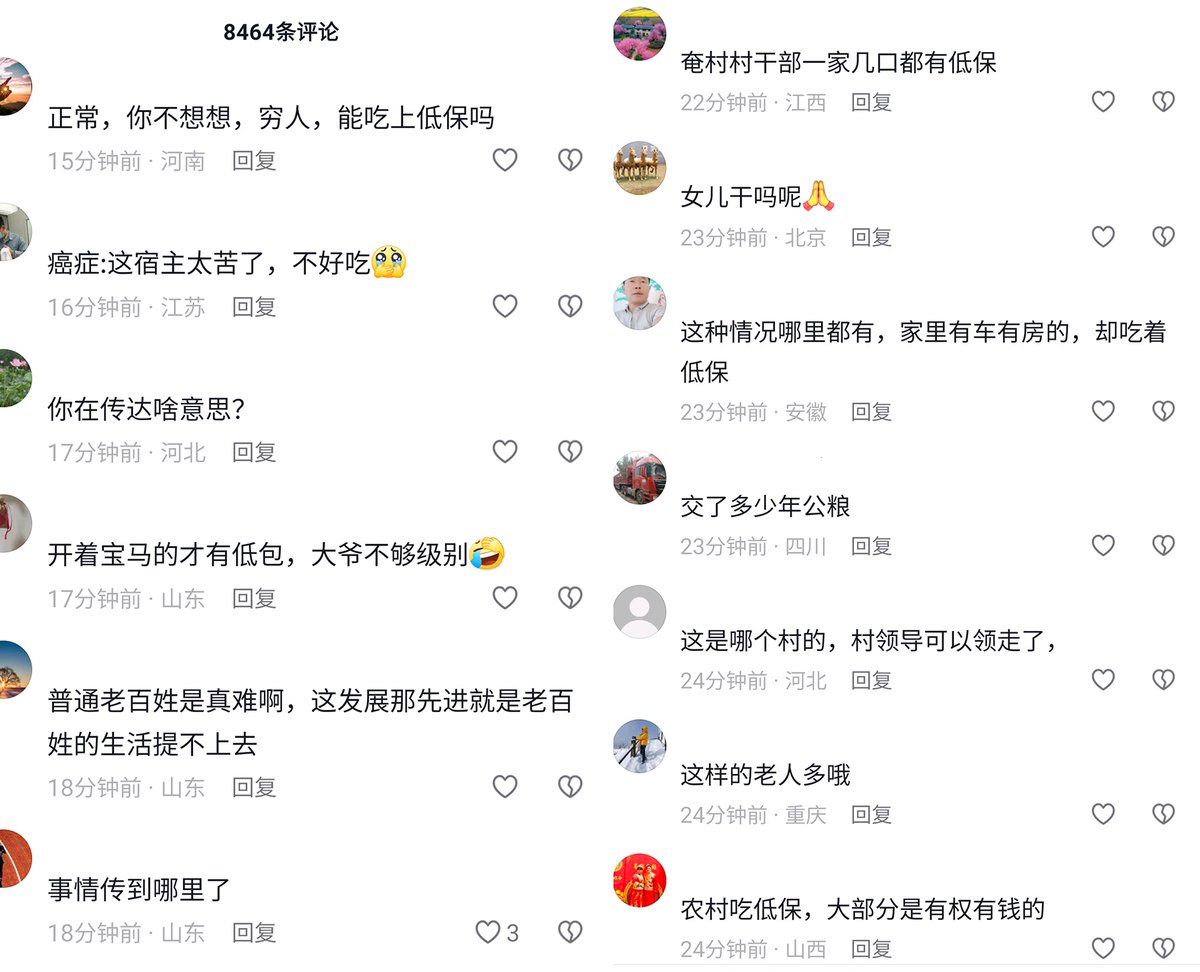 8464条评论
正常，你不想想，穷人，能吃上低保吗
15分钟前 · 河南 回复
癌症:这宿主太苦了，不好吃🥹
16分钟前 · 江苏 回复
你在传达啥意思？
17分钟前 · 河北 回复
开着宝马的才有低包，大爷不够级别🤣
17分钟前 · 山东 回复
普通老百姓是真难啊，这发展那先进就是老百
姓的生活提不上去
18分钟前 · 山东 回复
事情传到哪里了
18分钟前 · 山东 回复 3
奄村村干部一家几口都有低保
22分钟前 · 江西 回复
女儿干吗呢🙏
23分钟前 · 北京 回复
这种情况哪里都有，家里有车有房的，却吃着
低保
23分钟前 · 安徽 回复
交了多少年公粮
23分钟前 · 四川 回复
这是哪个村的，村领导可以领走了，
24分钟前 · 河北 回复
这样的老人多哦
24分钟前 · 重庆 回复
农村吃低保，大部分是有权有钱的
24分钟前 · 山西 回复